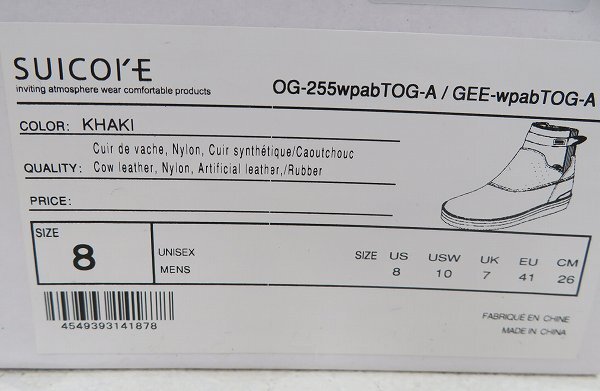 SUICOKE
inviting atmosphere wear comfortable products
OG-255wpabTOG-A / GEE-wpabTOG-A
COLOR: KHAKI
Cuir de vache, Nylon, Cuir synthétique/Caoutchouc
QUALITY: Cow leather, Nylon, Artificial leather,/Rubber
PRICE:
SIZE
8
UNISEX
MENS
SIZE US USW UK EU CM
8 10 7 41 26
4549393141878
FABRIQUÉ EN CHINE
MADE IN CHINA